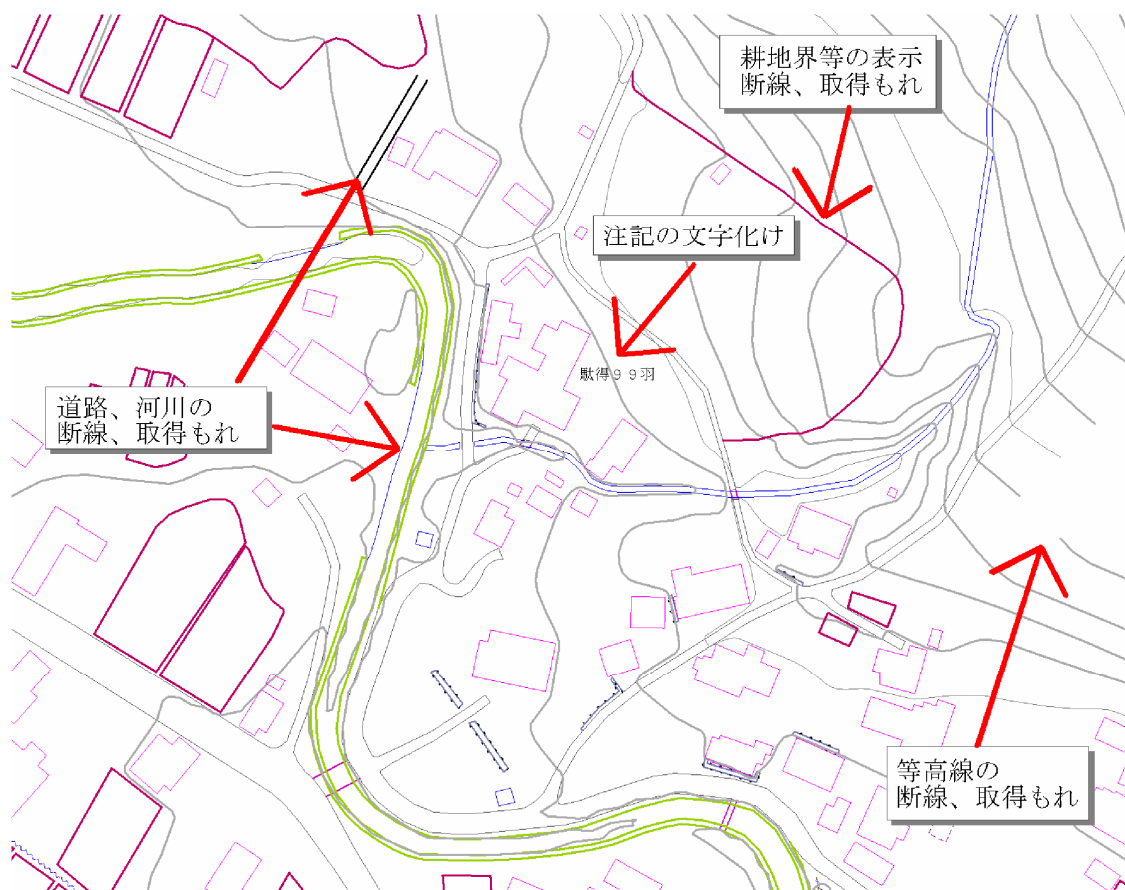 耕地界等の表示
断線、取得もれ
注記の文字化け
駄得99羽
道路、河川の
断線、取得もれ
等高線の
断線、取得もれ